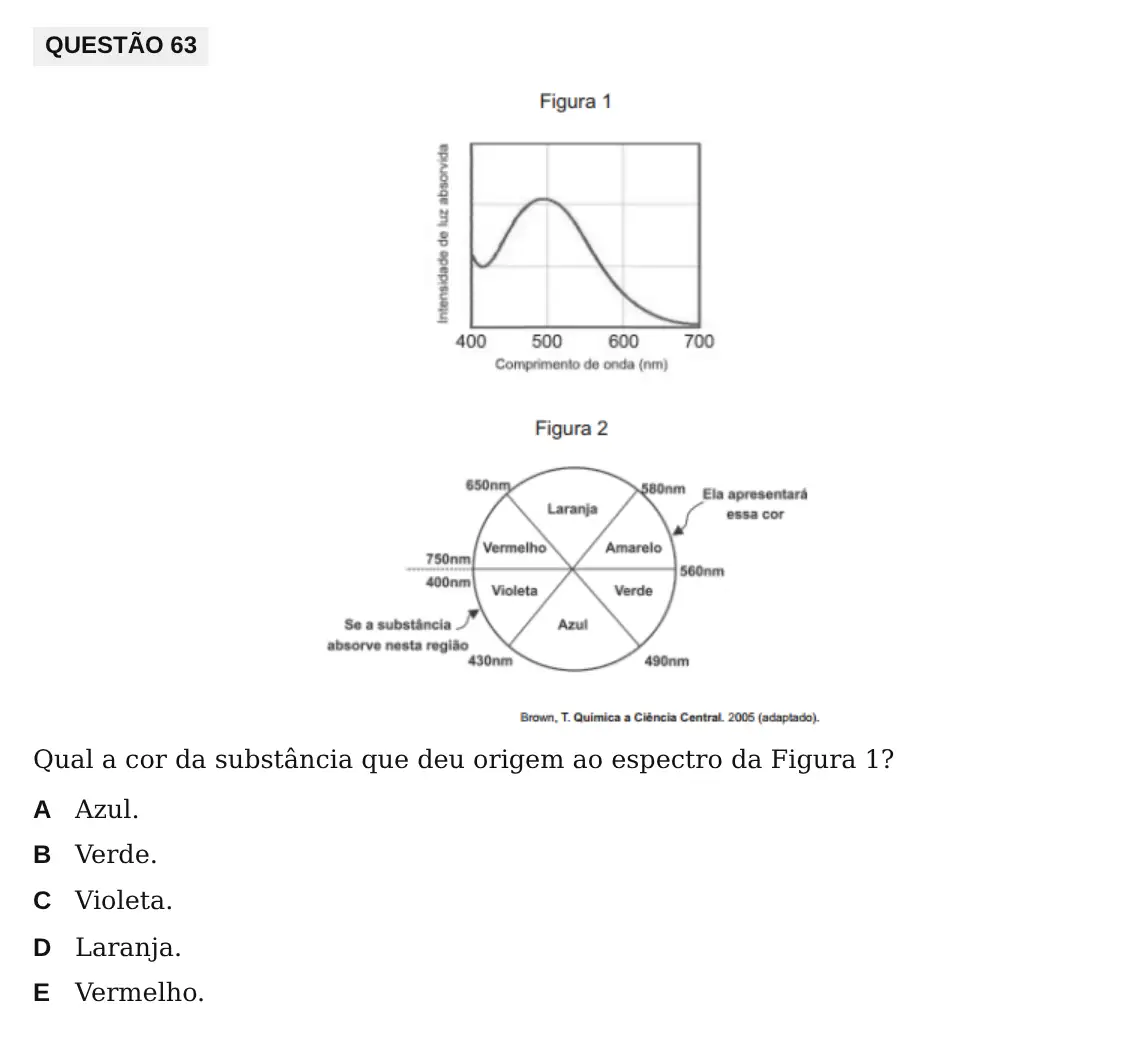 QUESTÃO 63
Figura 1
Intensidade de luz absorvida
400 500 600 700
Comprimento de onda (nm)
Figura 2
650nm
580nm
Ela apresentará
essa cor
Laranja
Vermelho
Amarelo
750nm
560nm
400nm
Violeta
Verde
Se a substância
absorve nesta região
Azul
430nm
490nm
Brown, T. Química a Ciência Central. 2005 (adaptado).
Qual a cor da substância que deu origem ao espectro da Figura 1?
A Azul.
B Verde.
C Violeta.
D Laranja.
E Vermelho.